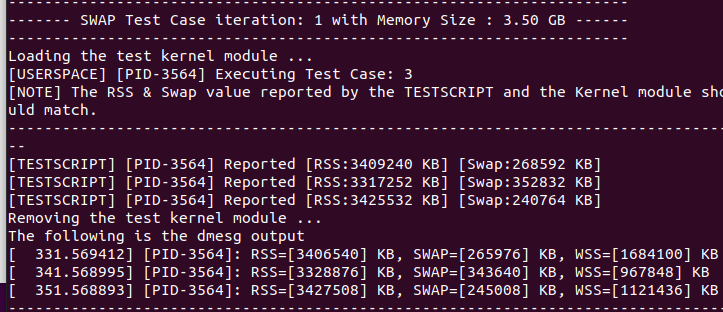 ------- SWAP Test Case iteration: 1 with Memory Size : 3.50 GB ------
---------------------------------------------------------------------
Loading the test kernel module ...
[USERSPACE] [PID-3564] Executing Test Case: 3
[NOTE] The RSS & Swap value reported by the TESTSCRIPT and the Kernel module sho
uld match.
--------------------------------------------------------------------------------
--
[TESTSCRIPT] [PID-3564] Reported [RSS:3409240 KB] [Swap:268592 KB]
[TESTSCRIPT] [PID-3564] Reported [RSS:3317252 KB] [Swap:352832 KB]
[TESTSCRIPT] [PID-3564] Reported [RSS:3425532 KB] [Swap:240764 KB]
Removing the test kernel module ...
The following is the dmesg output
[  331.569412] [PID-3564]: RSS=[3406540] KB, SWAP=[265976] KB, WSS=[1684100] KB
[  341.568995] [PID-3564]: RSS=[3328876] KB, SWAP=[343640] KB, WSS=[967848] KB
[  351.568893] [PID-3564]: RSS=[3427508] KB, SWAP=[245008] KB, WSS=[1121436] KB
--------------------------------------------------------------------------------